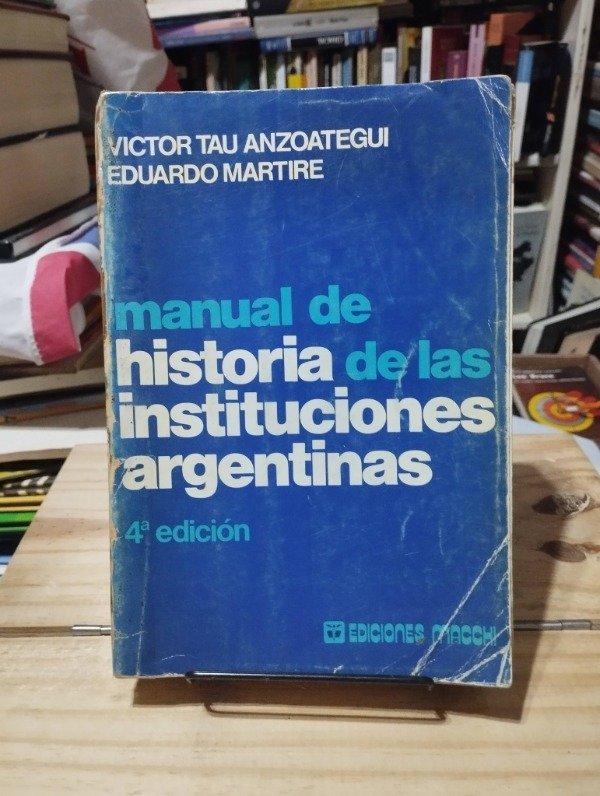 VICTOR TAU ANZOATEGUI
EDUARDO MARTIRE
manual de
historia de las
instituciones
argentinas
4ª edición
EDICIONES MACCHI